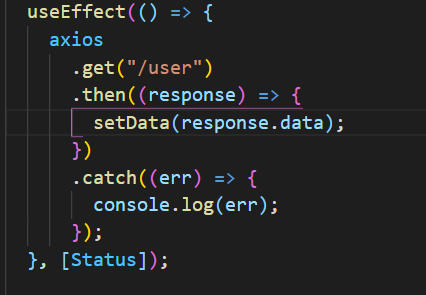 useEffect(() => {
  axios
    .get("/user")
    .then((response) => {
      setData(response.data);
    })
    .catch((err) => {
      console.log(err);
    });
}, [Status]);